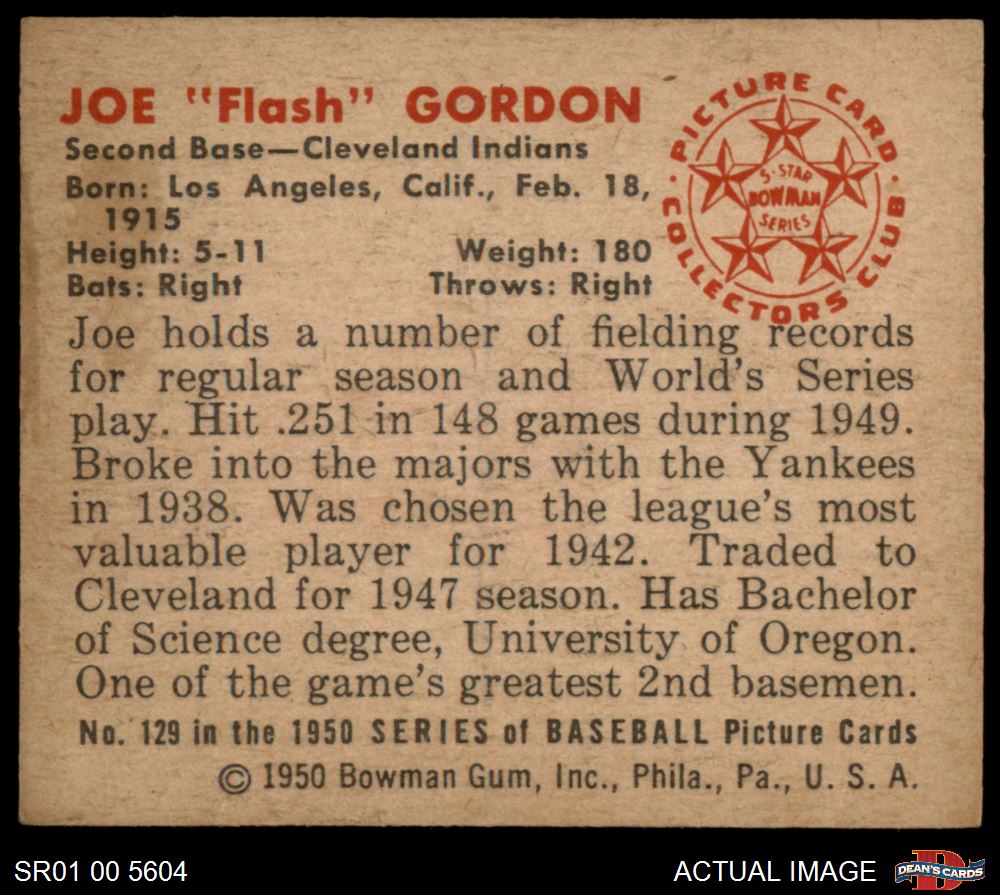 JOE "Flash" GORDON
Second Base—Cleveland Indians
Born: Los Angeles, Calif., Feb. 18,
1915
Height: 5-11 Weight: 180
Bats: Right Throws: Right
· PICTURE CARD ·
COLLECTORS CLUB
5-STAR
BOWMAN
SERIES
Joe holds a number of fielding records
for regular season and World's Series
play. Hit .251 in 148 games during 1949.
Broke into the majors with the Yankees
in 1938. Was chosen the league's most
valuable player for 1942. Traded to
Cleveland for 1947 season. Has Bachelor
of Science degree, University of Oregon.
One of the game's greatest 2nd basemen.
No. 129 in the 1950 SERIES of BASEBALL Picture Cards
© 1950 Bowman Gum, Inc., Phila., Pa., U. S. A.
SR01 00 5604
ACTUAL IMAGE
D
DEAN'S CARDS